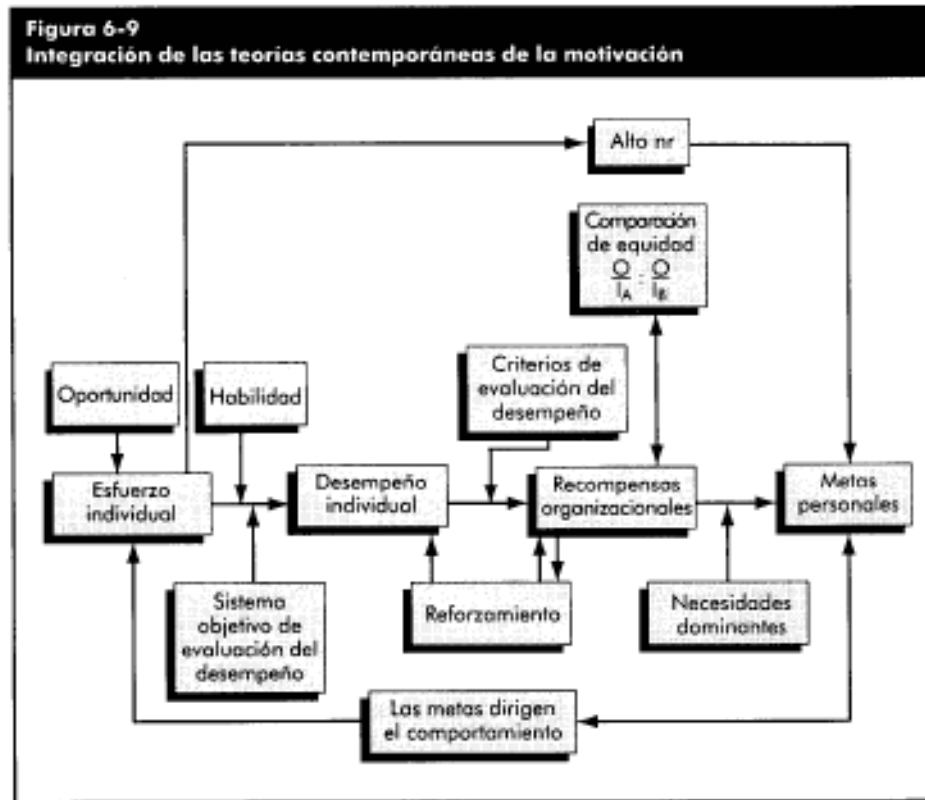 Figura 6-9
Integración de las teorías contemporáneas de la motivación
Alto nr
Comparación
de equidad
O : O
I_A I_B
Criterios de
evaluación del
desempeño
Oportunidad
Habilidad
Esfuerzo
individual
Desempeño
individual
Recompensas
organizacionales
Metas
personales
Sistema
objetivo de
evaluación del
desempeño
Reforzamiento
Necesidades
dominantes
Las metas dirigen
el comportamiento